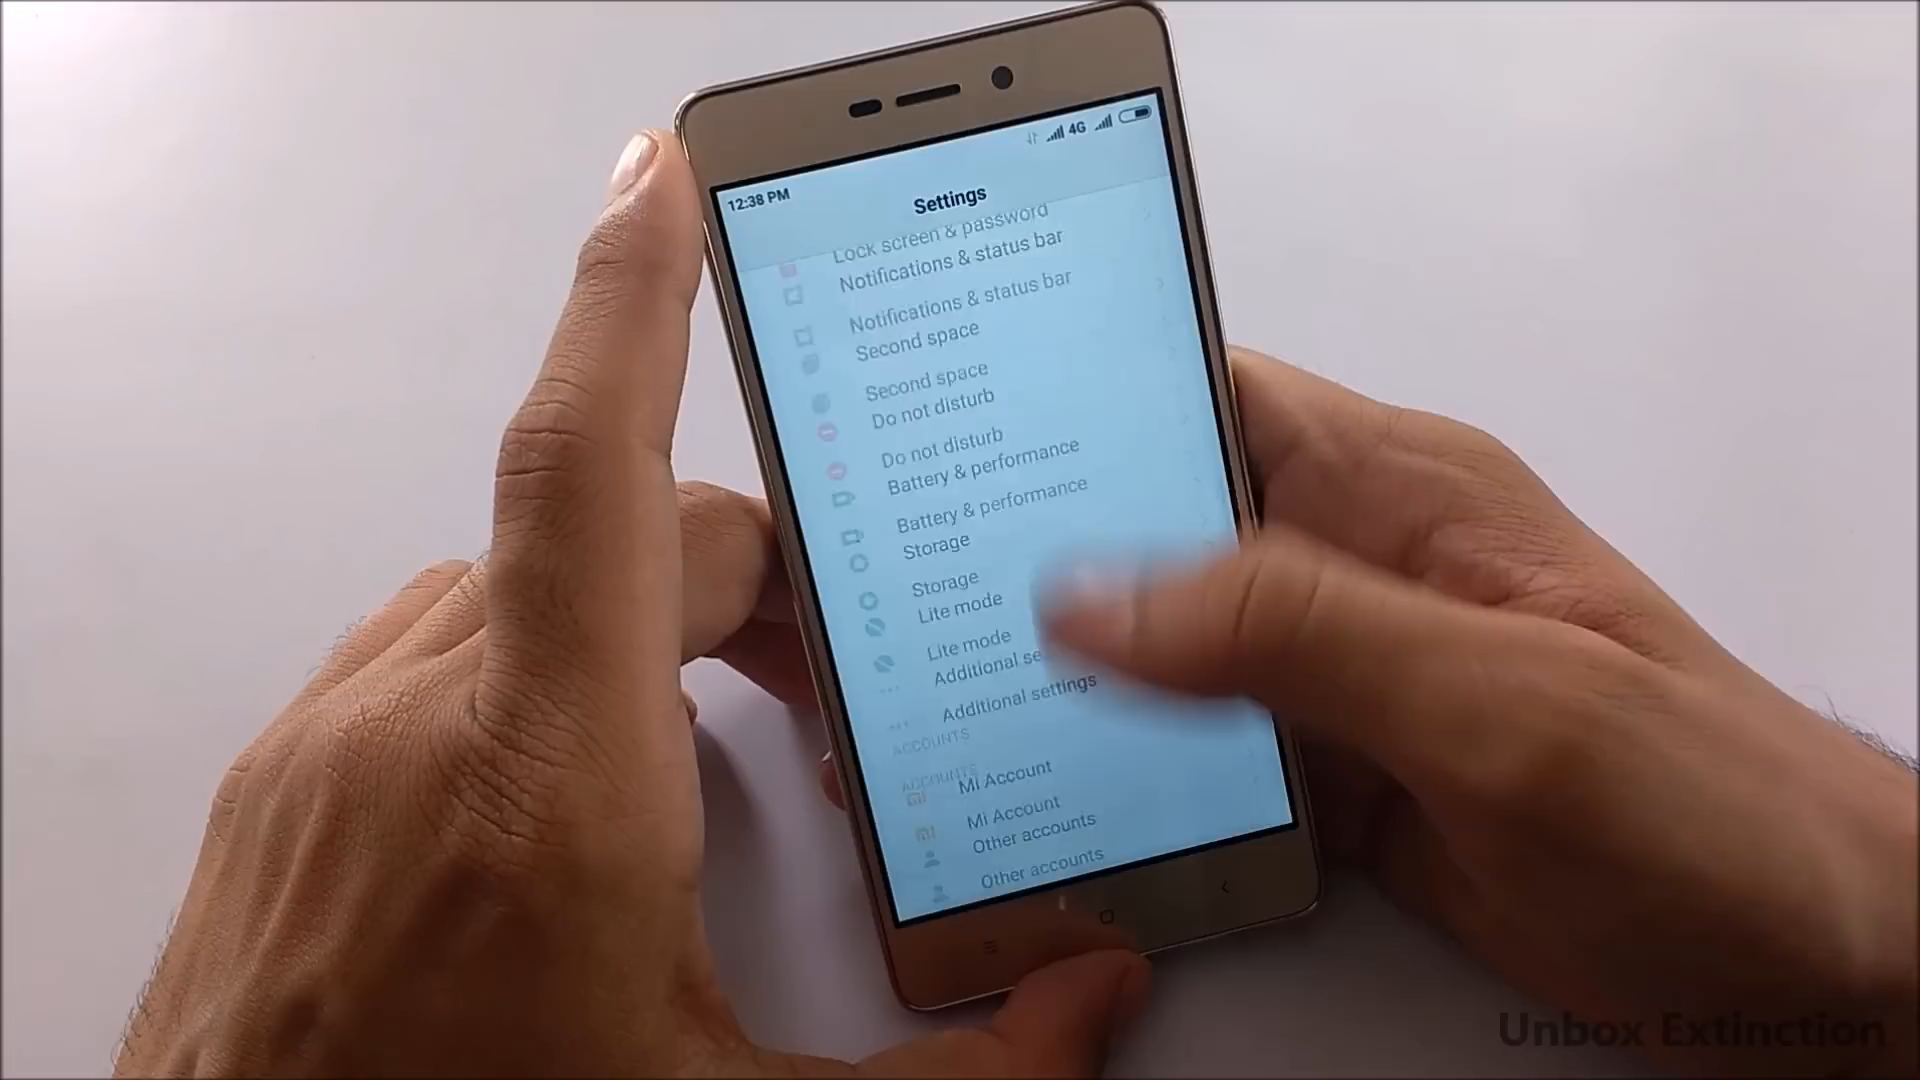 12:38 PM
4G
Settings
Lock screen & password
Notifications & status bar
Notifications & status bar
Second space
Second space
Do not disturb
Do not disturb
Battery & performance
Battery & performance
Storage
Storage
Lite mode
Lite mode
Additional se
Additional settings
ACCOUNTS
ACCOUNTS
Mi Account
Mi Account
Other accounts
Other accounts
Unbox Extinction